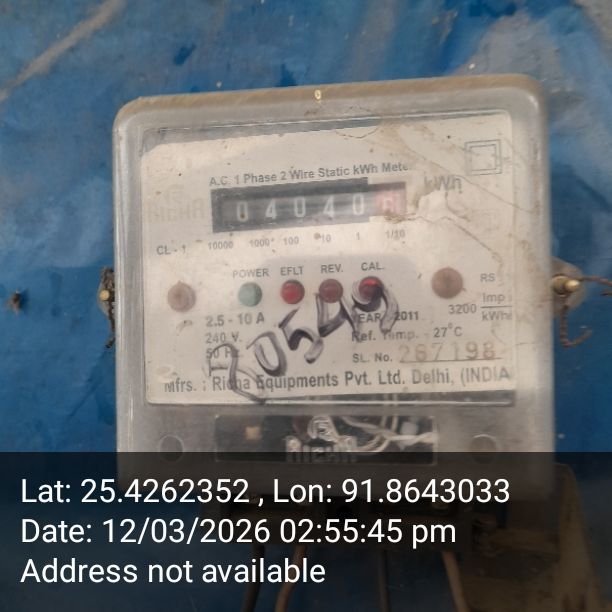 A.C. 1 Phase 2 Wire Static kWh Meter
RICHA
0 4 0 4 0
kWh
CL - 1
10000 1000 100 10 1 1/10
POWER EFLT REV. CAL.
RS
2.5 - 10 A
YEAR 2011
3200 Imp kWh
240 V.
Ref. Temp. - 27°C
50 Hz
R0549
SL. No. 267198
Mfrs. : Richa Equipments Pvt. Ltd. Delhi, (INDIA
RICHA
Lat: 25.4262352 , Lon: 91.8643033
Date: 12/03/2026 02:55:45 pm
Address not available